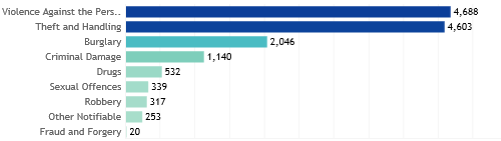 Violence Against the Pers.. 4,688
Theft and Handling 4,603
Burglary 2,046
Criminal Damage 1,140
Drugs 532
Sexual Offences 339
Robbery 317
Other Notifiable 253
Fraud and Forgery 20